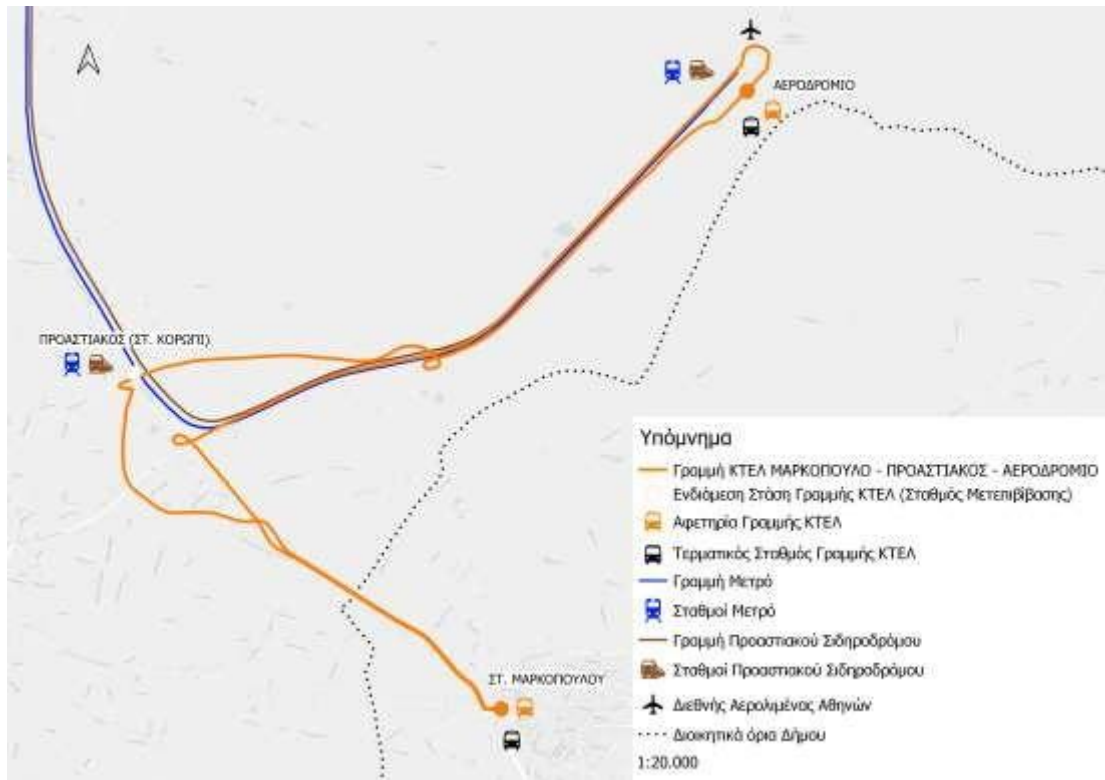 ΑΕΡΟΔΡΟΜΙΟ
ΠΡΟΑΣΤΙΑΚΟΣ (ΣΤ. ΚΟΡΩΠΙ)
ΣΤ. ΜΑΡΚΟΠΟΥΛΟΥ
Υπόμνημα
Γραμμή ΚΤΕΛ ΜΑΡΚΟΠΟΥΛΟ - ΠΡΟΑΣΤΙΑΚΟΣ - ΑΕΡΟΔΡΟΜΙΟ
Ενδιάμεση Στάση Γραμμής ΚΤΕΛ (Σταθμός Μετεπιβίβασης)
Αφετηρία Γραμμής ΚΤΕΛ
Τερματικός Σταθμός Γραμμής ΚΤΕΛ
Γραμμή Μετρό
Σταθμοί Μετρό
Γραμμή Προαστιακού Σιδηροδρόμου
Σταθμοί Προαστιακού Σιδηροδρόμου
Διεθνής Αερολιμένας Αθηνών
Διοικητικά όρια Δήμου
1:20.000